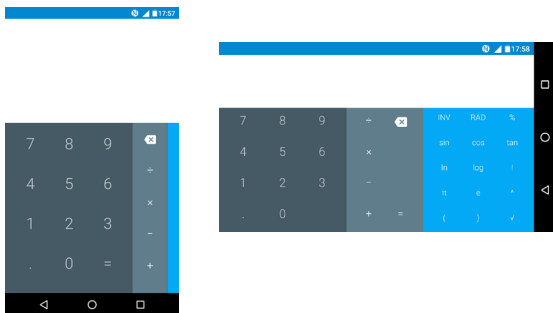 17:57
7 8 9
÷
4 5 6
×
1 2 3
−
. 0 =
+
17:58
7 8 9 ÷ INV RAD %
4 5 6 × sin cos tan
1 2 3 − ln log !
π e ^
. 0 + = ( ) √